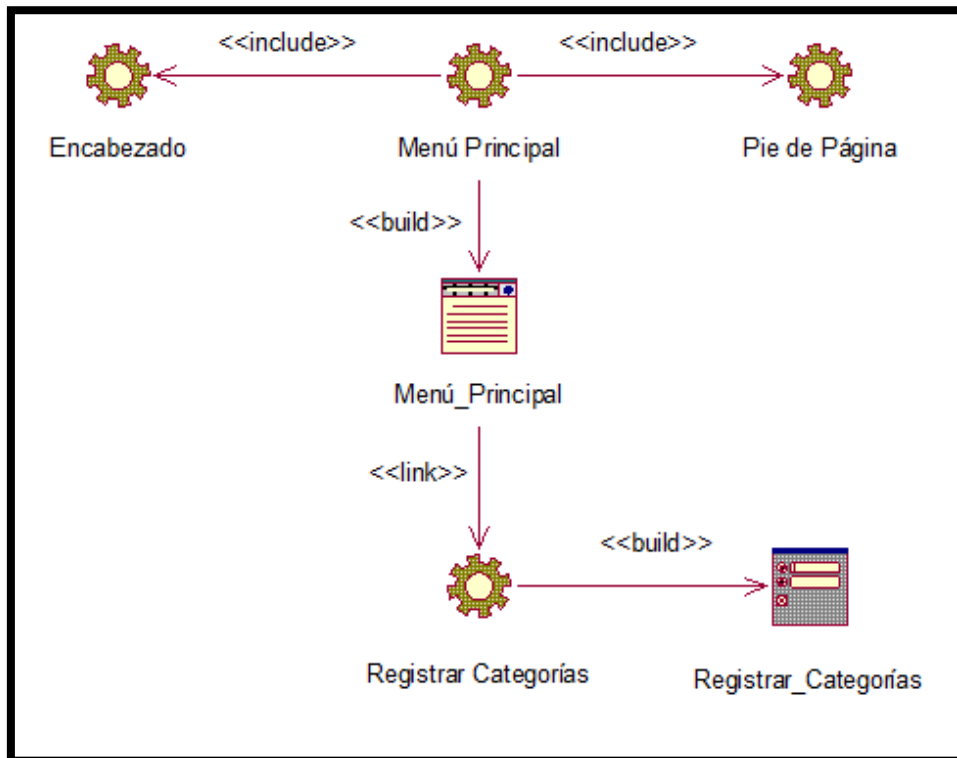 <<include>>
<<include>>
Encabezado
Menú Principal
Pie de Página
<<build>>
Menú_Principal
<<link>>
<<build>>
Registrar Categorías
Registrar_Categorías